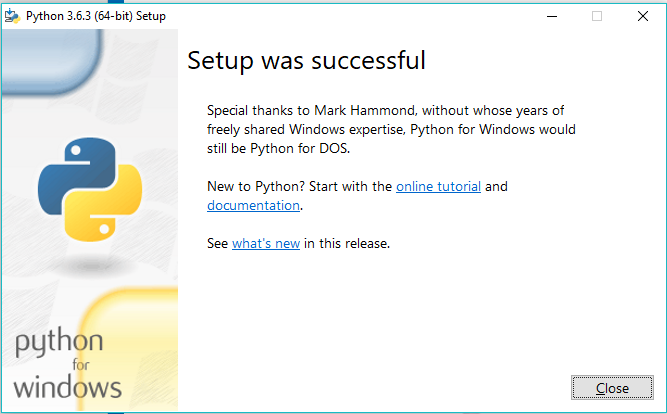 Python 3.6.3 (64-bit) Setup
Setup was successful
Special thanks to Mark Hammond, without whose years of
freely shared Windows expertise, Python for Windows would
still be Python for DOS.
New to Python? Start with the online tutorial and
documentation.
See what's new in this release.
python
for
windows
Close